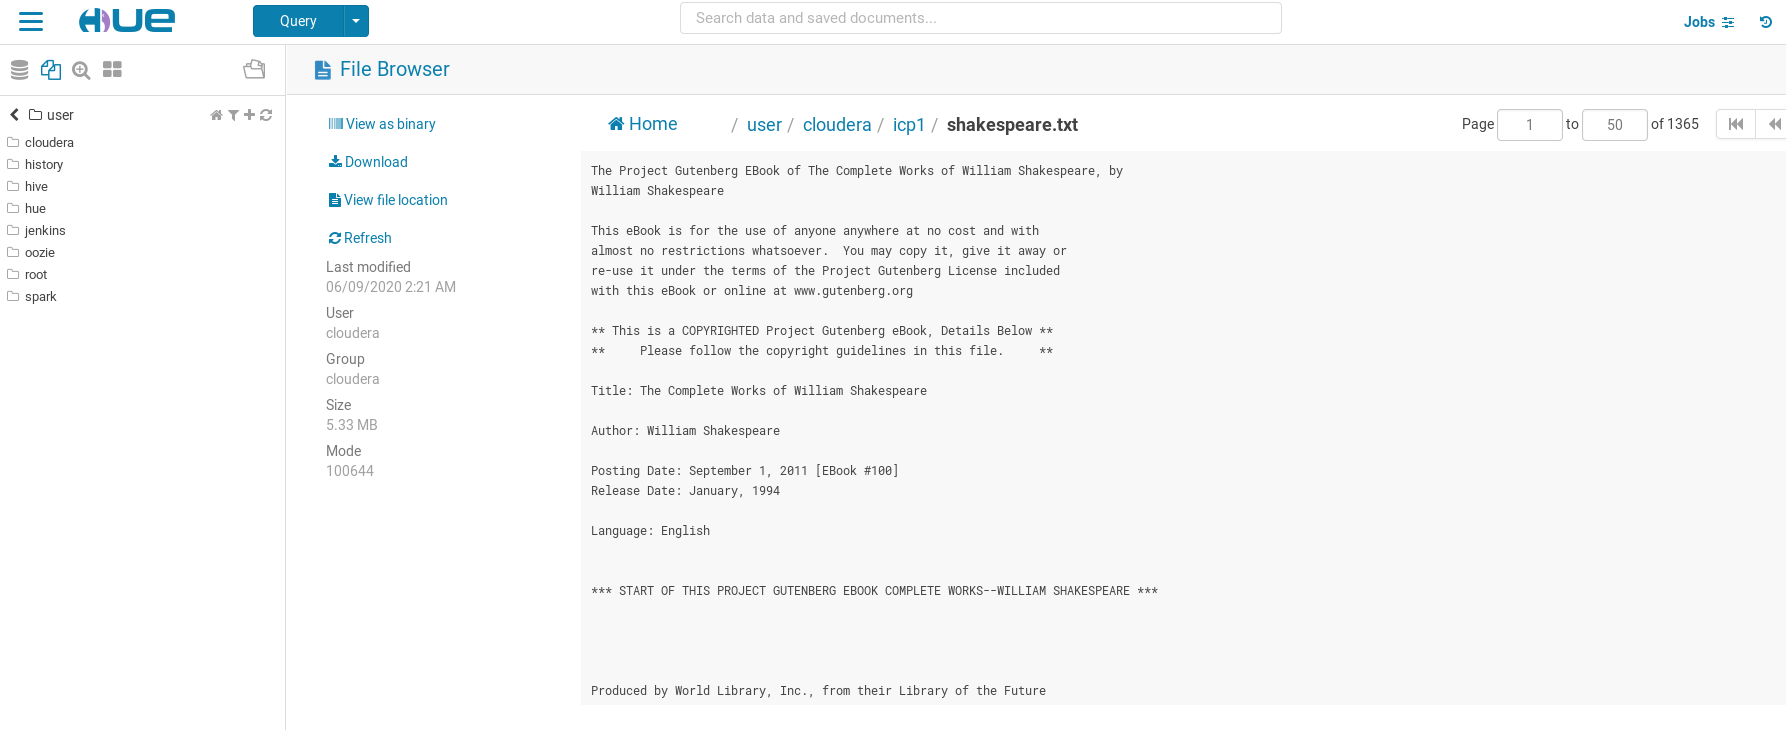 HUE
Query
Search data and saved documents...
Jobs
File Browser
user
cloudera
history
hive
hue
jenkins
oozie
root
spark
View as binary
Download
View file location
Refresh
Last modified
06/09/2020 2:21 AM
User
cloudera
Group
cloudera
Size
5.33 MB
Mode
100644
Home / user / cloudera / icp1 / shakespeare.txt
Page 1 to 50 of 1365
The Project Gutenberg EBook of The Complete Works of William Shakespeare, by
William Shakespeare
This eBook is for the use of anyone anywhere at no cost and with
almost no restrictions whatsoever.  You may copy it, give it away or
re-use it under the terms of the Project Gutenberg License included
with this eBook or online at www.gutenberg.org
** This is a COPYRIGHTED Project Gutenberg eBook, Details Below **
**     Please follow the copyright guidelines in this file.     **
Title: The Complete Works of William Shakespeare
Author: William Shakespeare
Posting Date: September 1, 2011 [EBook #100]
Release Date: January, 1994
Language: English
*** START OF THIS PROJECT GUTENBERG EBOOK COMPLETE WORKS--WILLIAM SHAKESPEARE ***
Produced by World Library, Inc., from their Library of the Future